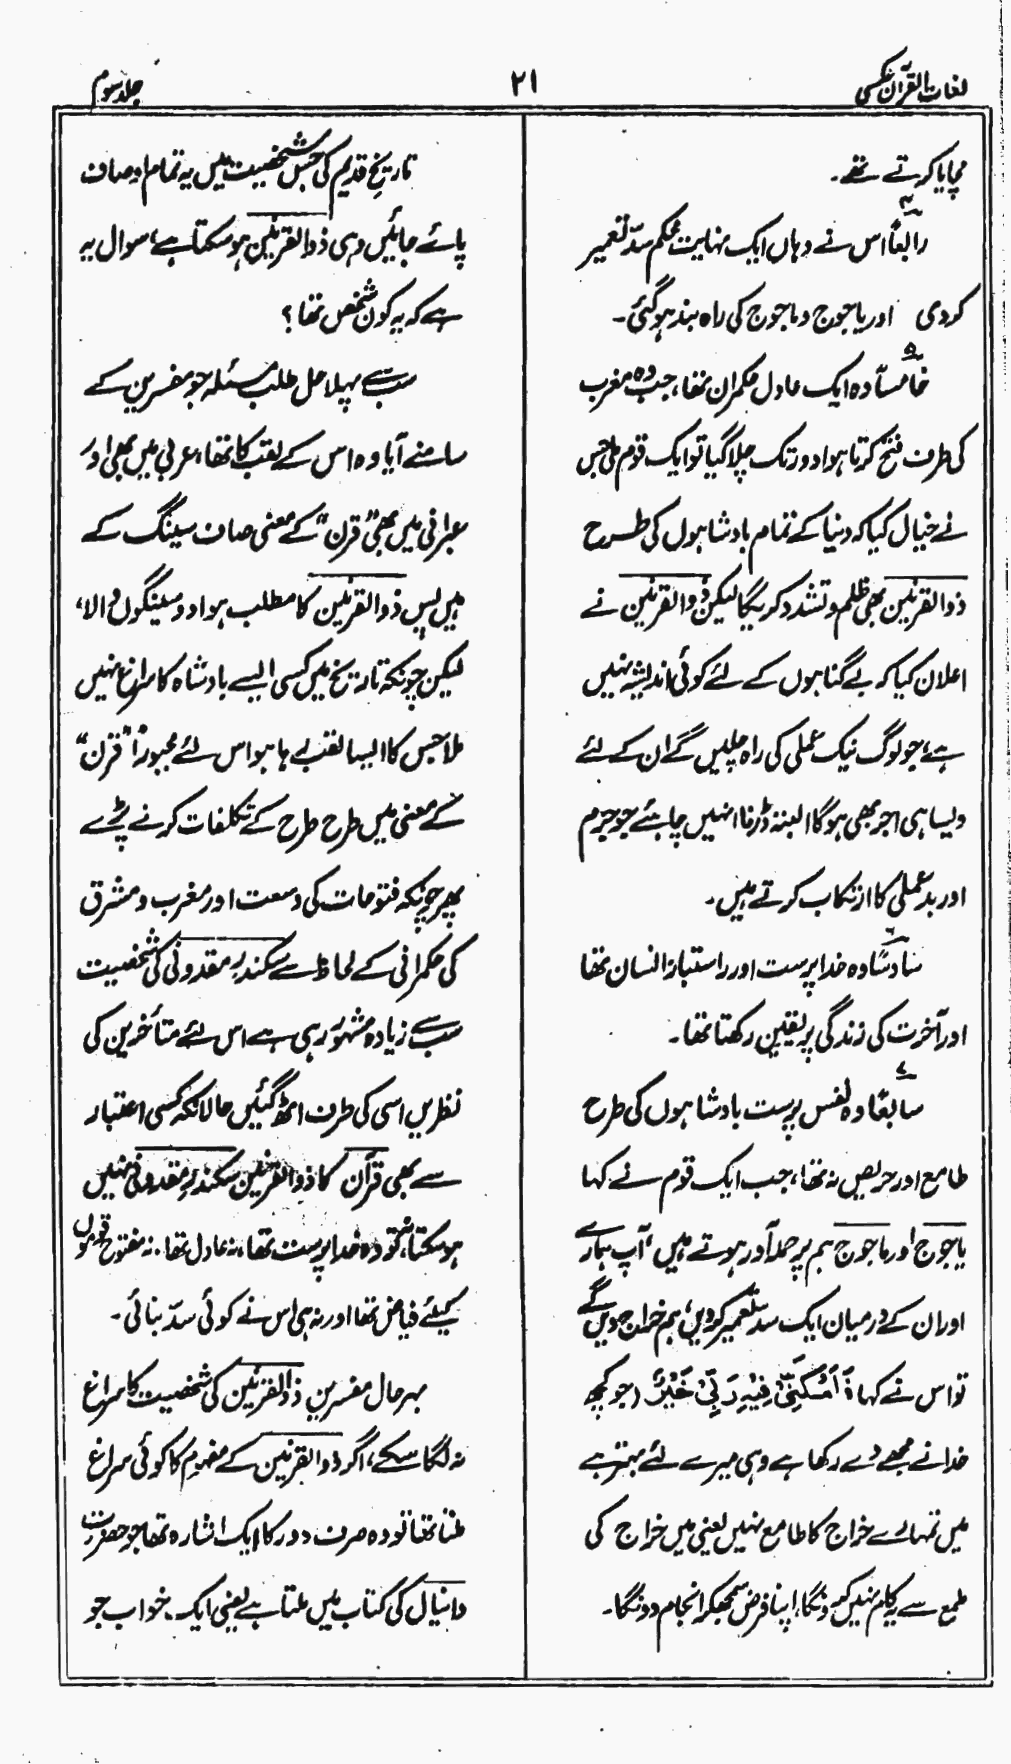 لغات القرآن عکسی
۲۱
جلد سوم
مچایا کرتے تھے۔
رابعاً اس نے وہاں ایک نہایت محکم سدّ تعمیر
کردی اور یاجوج و ماجوج کی راہ بند ہوگئی۔
خامساً وہ ایک عادل حکمران تھا، جب وہ مغرب
کی طرف فتح کرتا ہوا دور تک چلا گیا تو ایک قوم ملی جس
نے خیال کیا کہ دنیا کے تمام بادشاہوں کی طرح
ذوالقرنین بھی ظلم و تشدد کریگا لیکن ذوالقرنین نے
اعلان کیا کہ بے گناہوں کے لئے کوئی اندیشہ نہیں
ہے، جو لوگ نیک عملی کی راہ چلیں گے ان کے لئے
ویسا ہی اجر بھی ہوگا البتہ ڈرنا انہیں چاہئے جو جرم
اور بد عملی کا ارتکاب کرتے ہیں۔
سادساً وہ خدا پرست اور راستباز انسان تھا
اور آخرت کی زندگی پر یقین رکھتا تھا۔
سابعاً وہ نفس پرست بادشاہوں کی طرح
طامع اور حریص نہ تھا، جب ایک قوم نے کہا
یاجوج اور ماجوج ہم پر حملہ آور ہوتے ہیں، آپ ہمارے
اور ان کے درمیان ایک سد تعمیر کردیں، ہم خراج دیں گے
تو اس نے کہا مَا مَكَّنِّيْ فِيْهِ رَبِّيْ خَيْرٌ (جو کچھ
خدا نے مجھے دے رکھا ہے وہی میرے لئے بہتر ہے
میں تمہارے خراج کا طامع نہیں یعنی میں خراج کی
طمع سے یہ کام نہیں کرونگا، اپنا فرض سمجھکر انجام دونگا۔
تاریخ قدیم کی جس شخصیت میں یہ تمام اوصاف
پائے جائیں وہی ذوالقرنین ہوسکتا ہے، سوال یہ
ہے کہ یہ کون شخص تھا؟
سب سے پہلا حل طلب مسئلہ جو مفسرین کے
سامنے آیا وہ اس کے لقب کا تھا، عربی میں بھی اور
عبرانی میں بھی "قرن" کے معنی صاف سینگ کے
ہیں پس ذوالقرنین کا مطلب ہوا دو سینگوں والا،
لیکن چونکہ تاریخ میں کسی ایسے بادشاہ کا سراغ نہیں
ملا جس کا ایسا لقب رہا ہو اس لئے مجبوراً "قرن"
کے معنی میں طرح طرح کے تکلفات کرنے پڑے
پھر چونکہ فتوحات کی وسعت اور مغرب و مشرق
کی حکمرانی کے لحاظ سے سکندر مقدونی کی شخصیت
سب سے زیادہ مشہور رہی ہے اس لئے متأخرین کی
نظریں اسی کی طرف اٹھ گئیں حالانکہ کسی اعتبار
سے بھی قرآن کا ذوالقرنین سکندر مقدونی نہیں
ہوسکتا، نہ تو وہ خدا پرست تھا، نہ عادل تھا، نہ مفتوح قوموں
کیلئے فیاض تھا اور نہ ہی اس نے کوئی سدّ بنائی۔
بہرحال مفسرین ذوالقرنین کی شخصیت کا سراغ
نہ لگا سکے، اگر ذوالقرنین کے مفہوم کا کوئی سراغ
ملتا تھا تو وہ صرف دور کا ایک اشارہ تھا جو حضرت
دانیال کی کتاب میں ملتا ہے یعنی ایک خواب جو